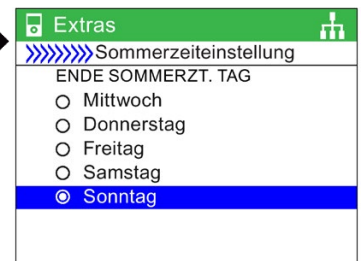 Extras
Sommerzeiteinstellung
ENDE SOMMERZT. TAG
Mittwoch
Donnerstag
Freitag
Samstag
Sonntag